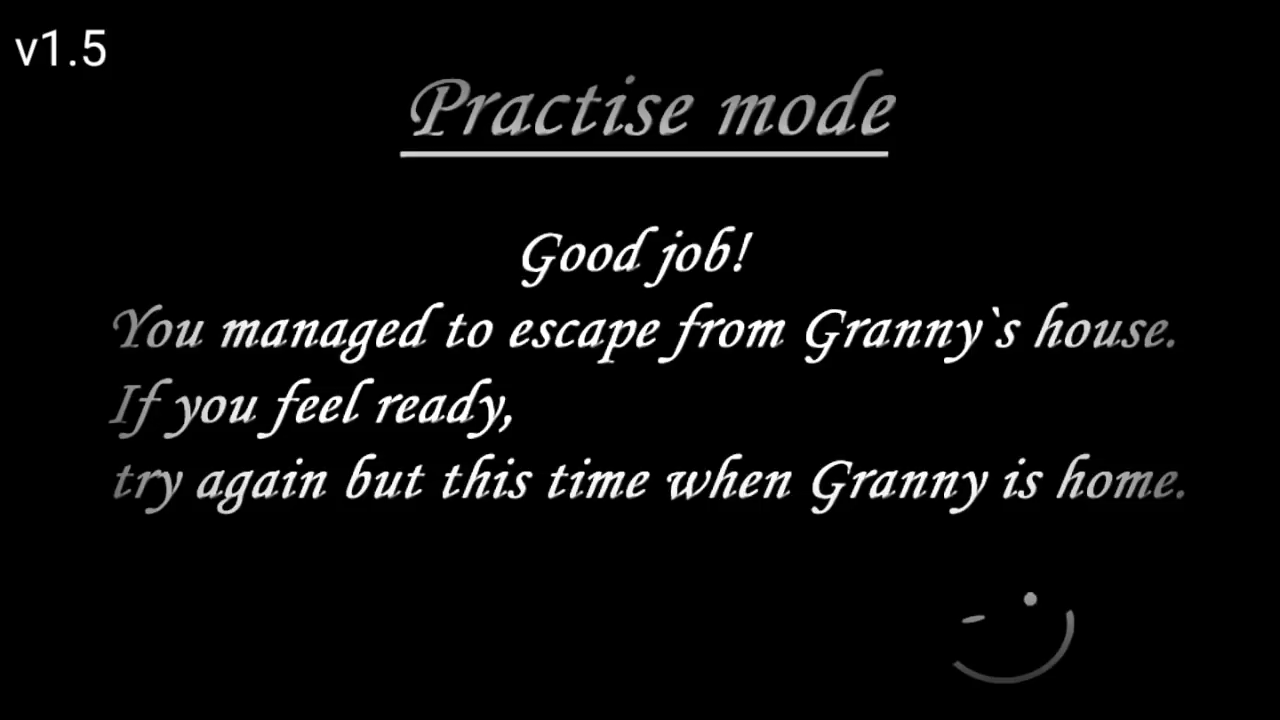 v1.5
Practise mode
Good job!
You managed to escape from Granny`s house.
If you feel ready,
try again but this time when Granny is home.